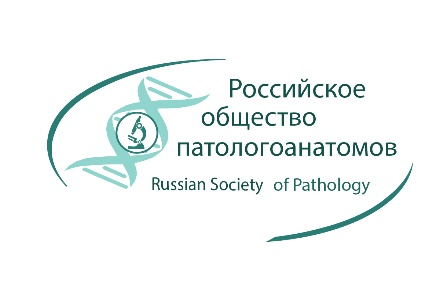 Российское
общество
патологоанатомов
Russian Society of Pathology